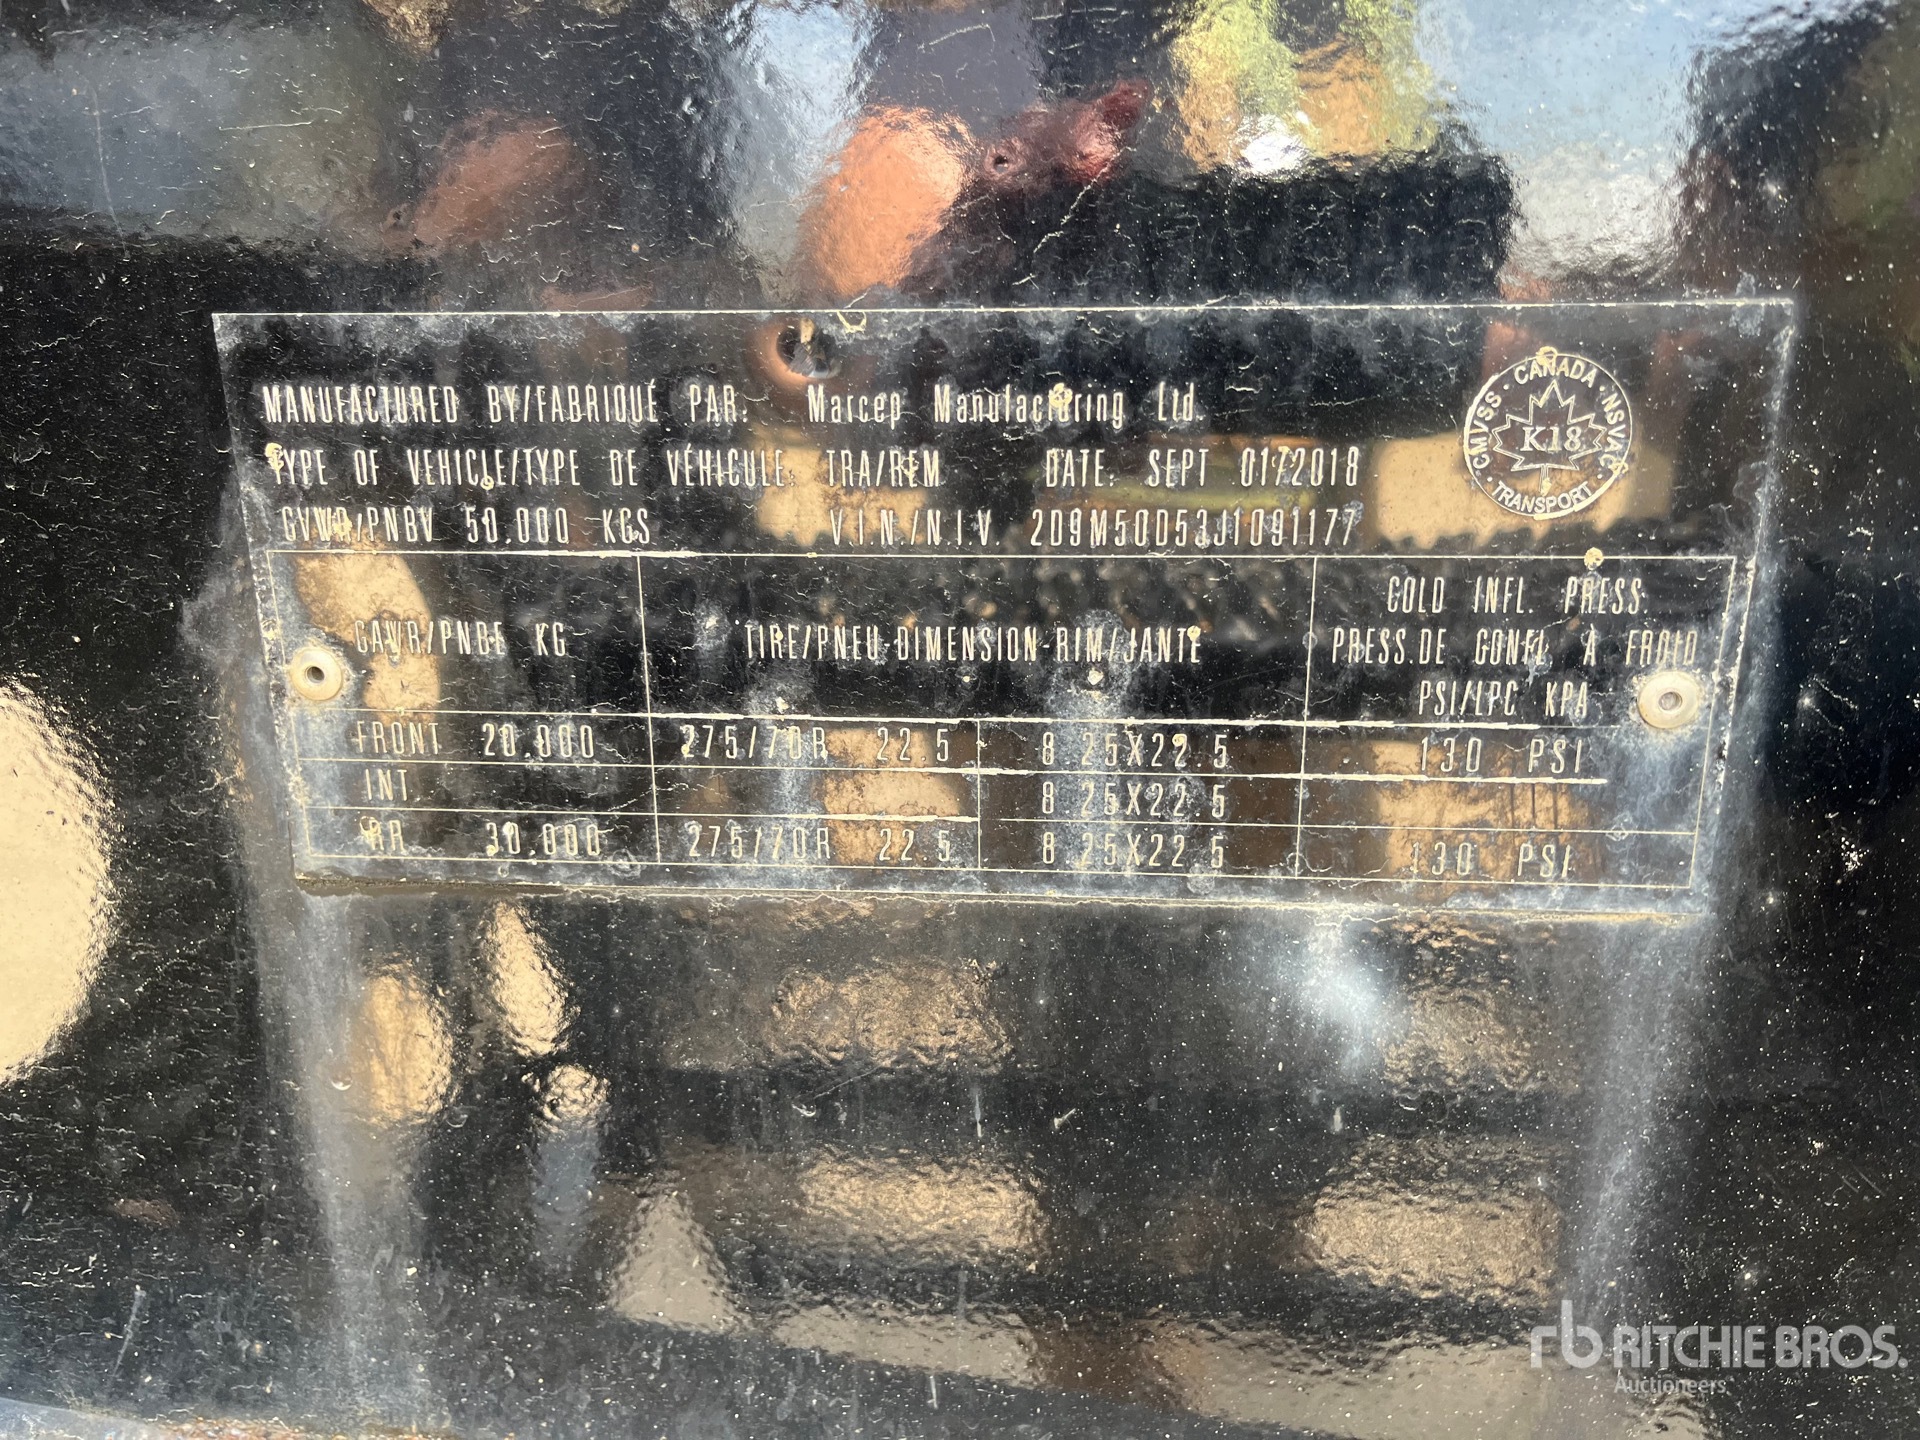 MANUFACTURED BY/FABRIQUÉ PAR: Marcep Manufacturing Ltd.
TYPE OF VEHICLE/TYPE DE VÉHICULE: TRA/REM DATE: SEPT 01/2018
GVWR/PNBV 50,000 KGS V.I.N./N.I.V. 2D9M50D53J1091177
CANADA · NSVAC · TRANSPORT · CMVSS ·
K18
GAWR/PNBE KG TIRE/PNEU-DIMENSION-RIM/JANTE COLD INFL. PRESS.
PRESS.DE GONFL. À FROID
PSI/LPC KPA
FRONT 20,000 275/70R 22.5 8.25X22.5 130 PSI
INT. 8.25X22.5
RR 30,000 275/70R 22.5 8.25X22.5 130 PSI
rb RITCHIE BROS.
Auctioneers